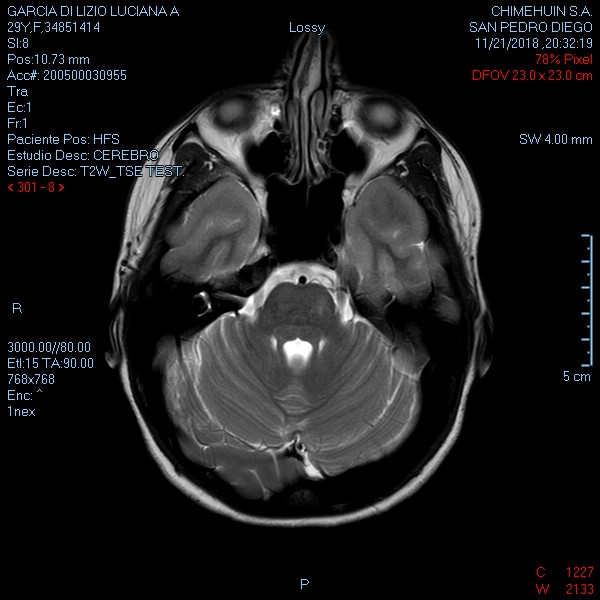 GARCIA DI LIZIO LUCIANA A
29Y,F,34851414
Sl:8
Pos:10.73 mm
Acc#: 200500030955
Tra
Ec:1
Fr:1
Paciente Pos: HFS
Estudio Desc: CEREBRO
Serie Desc: T2W_TSE TEST.
< 301 - 8 >
Lossy
CHIMEHUIN S.A.
SAN PEDRO DIEGO
11/21/2018 ,20:32:19
78% Pixel
DFOV 23.0 x 23.0 cm
SW 4.00 mm
R
3000.00//80.00
Etl:15 TA:90.00
768x768
Enc: ^
1nex
5 cm
P
C 1227
W 2133